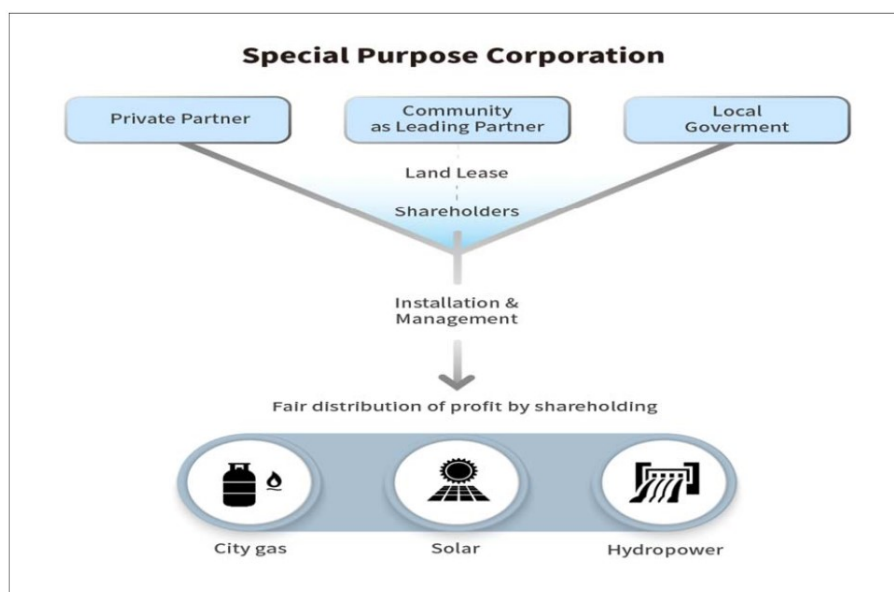 Special Purpose Corporation
Private Partner
Community
as Leading Partner
Local
Goverment
Land Lease
Shareholders
Installation &
Management
Fair distribution of profit by shareholding
City gas
Solar
Hydropower